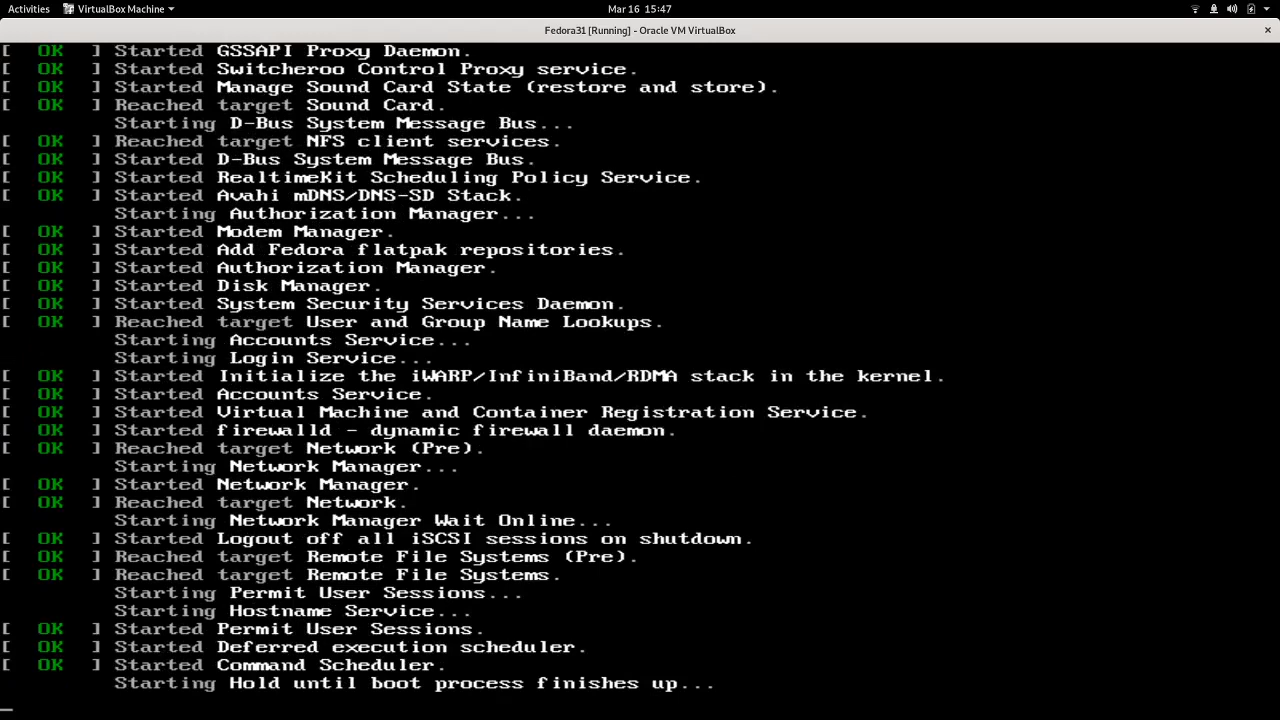 Activities
VirtualBox Machine
Mar 16 15:47
Fedora31 [Running] - Oracle VM VirtualBox
[  OK  ] Started GSSAPI Proxy Daemon.
[  OK  ] Started Switcheroo Control Proxy service.
[  OK  ] Started Manage Sound Card State (restore and store).
[  OK  ] Reached target Sound Card.
Starting D-Bus System Message Bus...
[  OK  ] Reached target NFS client services.
[  OK  ] Started D-Bus System Message Bus.
[  OK  ] Started RealtimeKit Scheduling Policy Service.
[  OK  ] Started Avahi mDNS/DNS-SD Stack.
Starting Authorization Manager...
[  OK  ] Started Modem Manager.
[  OK  ] Started Add Fedora flatpak repositories.
[  OK  ] Started Authorization Manager.
[  OK  ] Started Disk Manager.
[  OK  ] Started System Security Services Daemon.
[  OK  ] Reached target User and Group Name Lookups.
Starting Accounts Service...
Starting Login Service...
[  OK  ] Started Initialize the iWARP/InfiniBand/RDMA stack in the kernel.
[  OK  ] Started Accounts Service.
[  OK  ] Started Virtual Machine and Container Registration Service.
[  OK  ] Started firewalld - dynamic firewall daemon.
[  OK  ] Reached target Network (Pre).
Starting Network Manager...
[  OK  ] Started Network Manager.
[  OK  ] Reached target Network.
Starting Network Manager Wait Online...
[  OK  ] Started Logout off all iSCSI sessions on shutdown.
[  OK  ] Reached target Remote File Systems (Pre).
[  OK  ] Reached target Remote File Systems.
Starting Permit User Sessions...
Starting Hostname Service...
[  OK  ] Started Permit User Sessions.
[  OK  ] Started Deferred execution scheduler.
[  OK  ] Started Command Scheduler.
Starting Hold until boot process finishes up...